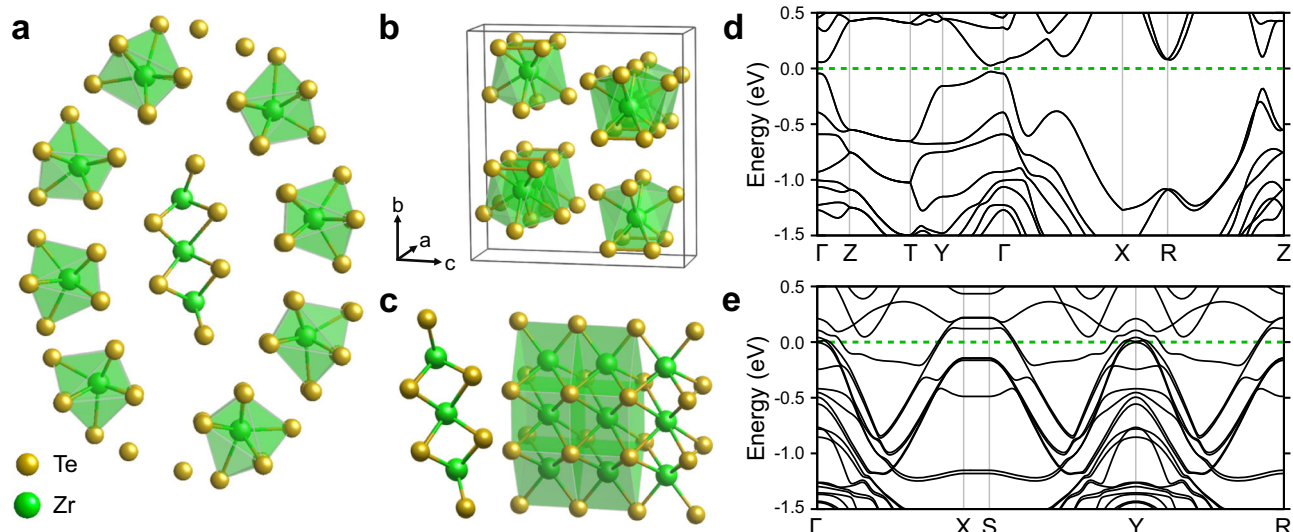 a
b
b
a
c
c
Te
Zr
d
Energy (eV)
0.5
0.0
-0.5
-1.0
-1.5
Γ Z T Y Γ X R Z
e
Energy (eV)
0.5
0.0
-0.5
-1.0
-1.5
Γ X S Y R